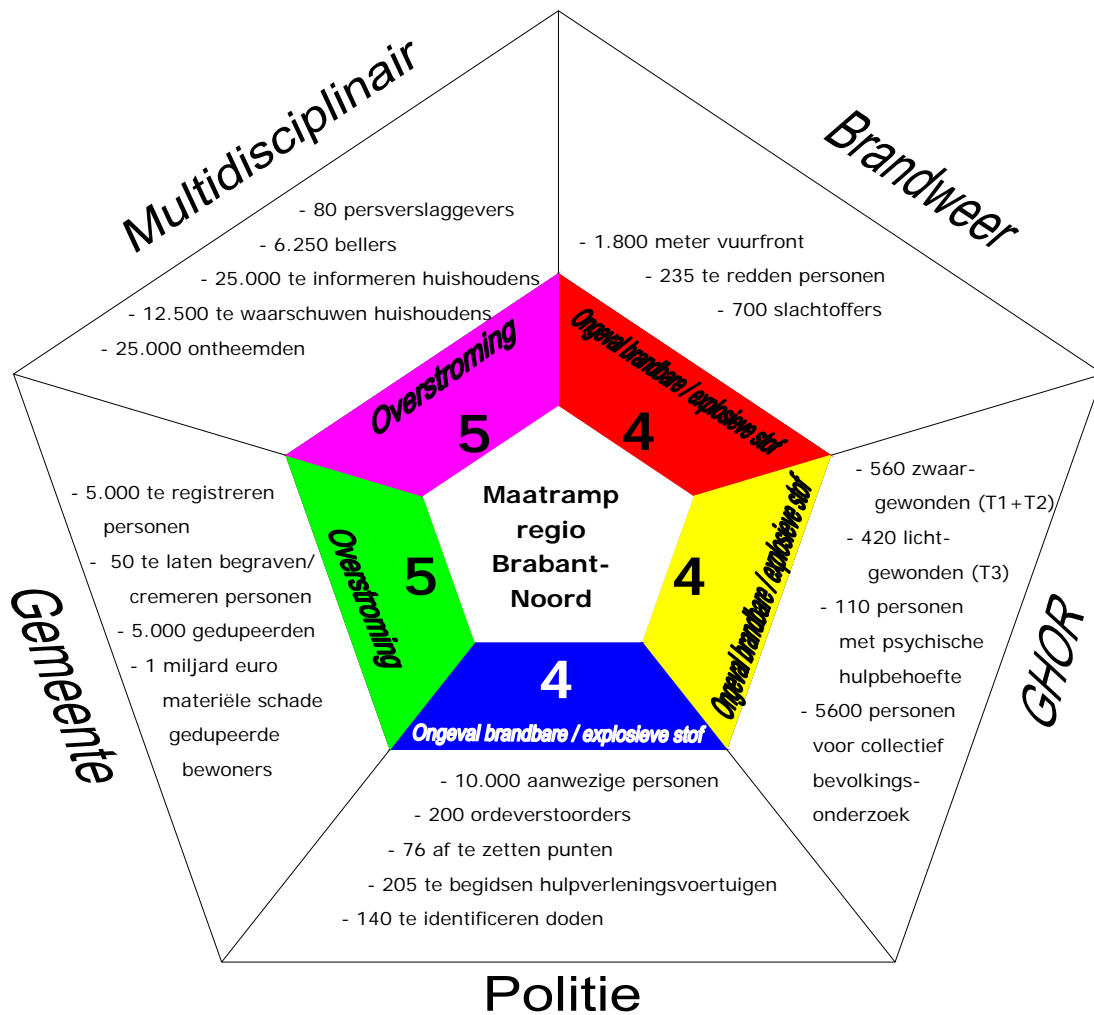 Multidisciplinair
- 80 persverslaggevers
- 6.250 bellers
- 25.000 te informeren huishoudens
- 12.500 te waarschuwen huishoudens
- 25.000 ontheemden
Overstroming
5
Brandweer
- 1.800 meter vuurfront
- 235 te redden personen
- 700 slachtoffers
Ongeval brandbare / explosieve stof
4
Maatramp
regio
Brabant-
Noord
GHOR
- 560 zwaar-
gewonden (T1+T2)
- 420 licht-
gewonden (T3)
- 110 personen
met psychische
hulpbehoefte
- 5600 personen
voor collectief
bevolkings-
onderzoek
Ongeval brandbare / explosieve stof
4
Gemeente
- 5.000 te registreren
personen
- 50 te laten begraven/
cremeren personen
- 5.000 gedupeerden
- 1 miljard euro
materiële schade
gedupeerde
bewoners
Overstroming
5
4
Ongeval brandbare / explosieve stof
- 10.000 aanwezige personen
- 200 ordeverstoorders
- 76 af te zetten punten
- 205 te begidsen hulpverleningsvoertuigen
- 140 te identificeren doden
Politie